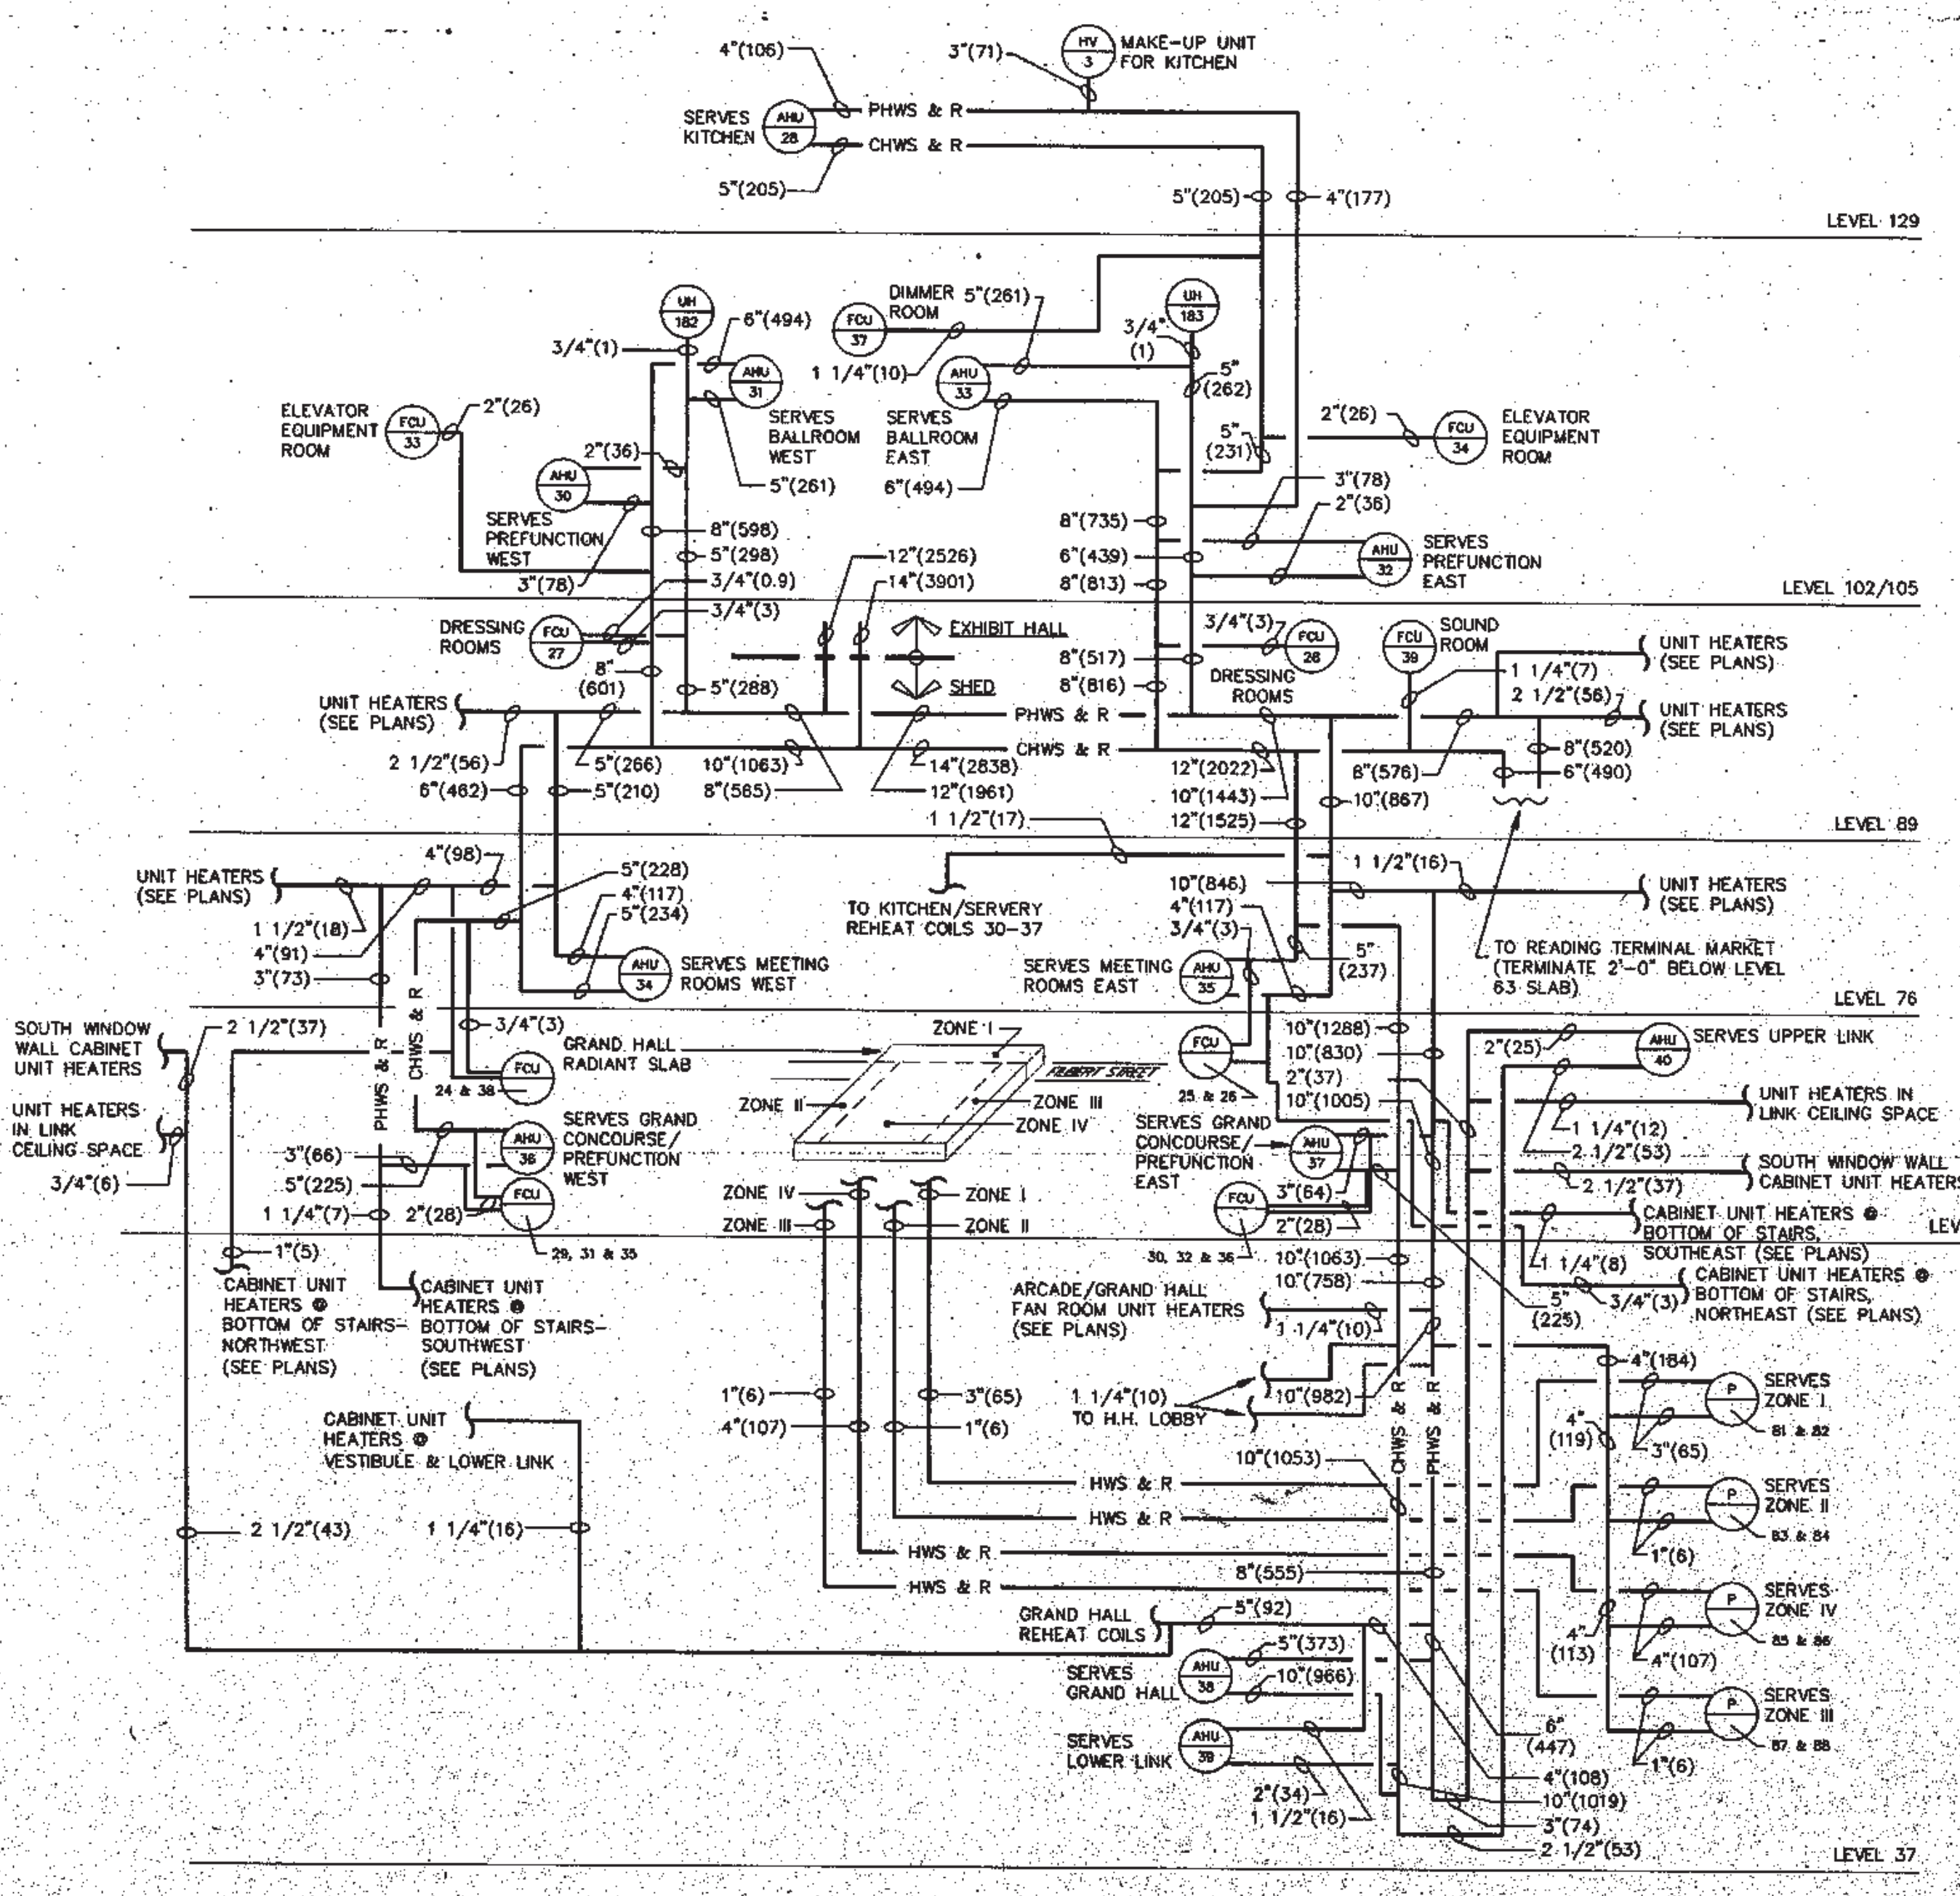 4"(106)
3"(71)
HV
3
MAKE-UP UNIT
FOR KITCHEN
SERVES
KITCHEN
AHU
28
PHWS & R
CHWS & R
5"(205)
5"(205)
4"(177)
LEVEL 129
UH
182
6"(494)
3/4"(1)
AHU
31
SERVES
BALLROOM
WEST
5"(261)
DIMMER
ROOM
FCU
37
1 1/4"(10)
5"(261)
UH
183
3/4"
(1)
5"
(262)
AHU
33
SERVES
BALLROOM
EAST
6"(494)
ELEVATOR
EQUIPMENT
ROOM
FCU
33
2"(26)
2"(36)
AHU
30
SERVES
PREFUNCTION
WEST
3"(78)
8"(598)
5"(298)
3/4"(0.9)
3/4"(3)
12"(2526)
14"(3901)
5"
(231)
2"(26)
FCU
34
ELEVATOR
EQUIPMENT
ROOM
3"(78)
2"(36)
8"(735)
6"(439)
8"(813)
AHU
32
SERVES
PREFUNCTION
EAST
LEVEL 102/105
DRESSING
ROOMS
FCU
27
8"
(601)
5"(288)
EXHIBIT HALL
SHED
8"(517)
8"(816)
3/4"(3)
FCU
28
DRESSING
ROOMS
FCU
39
SOUND
ROOM
1 1/4"(7)
2 1/2"(56)
UNIT HEATERS
(SEE PLANS)
UNIT HEATERS
(SEE PLANS)
UNIT HEATERS
(SEE PLANS)
PHWS & R
CHWS & R
2 1/2"(56)
6"(462)
5"(266)
5"(210)
10"(1063)
8"(565)
14"(2838)
12"(1961)
12"(2022)
10"(1443)
12"(1525)
10"(867)
8"(576)
8"(520)
6"(490)
1 1/2"(17)
LEVEL 89
UNIT HEATERS
(SEE PLANS)
4"(98)
1 1/2"(18)
4"(91)
3"(73)
5"(228)
4"(117)
5"(234)
AHU
34
SERVES MEETING
ROOMS WEST
TO KITCHEN/SERVERY
REHEAT COILS 30-37
1 1/2"(16)
10"(846)
4"(117)
3/4"(3)
UNIT HEATERS
(SEE PLANS)
SERVES MEETING
ROOMS EAST
AHU
35
5"
(237)
TO READING TERMINAL MARKET
(TERMINATE 2'-0" BELOW LEVEL
63 SLAB)
LEVEL 76
SOUTH WINDOW
WALL CABINET
UNIT HEATERS
2 1/2"(37)
UNIT HEATERS
IN LINK
CEILING SPACE
3/4"(6)
PHWS & R
CHWS & R
3/4"(3)
FCU
24 & 38
GRAND HALL
RADIANT SLAB
ZONE I
FILBERT STREET
ZONE II
ZONE III
ZONE IV
FCU
25 & 26
10"(1288)
10"(830)
2"(37)
10"(1005)
2"(25)
AHU
40
SERVES UPPER LINK
UNIT HEATERS IN
LINK CEILING SPACE
1 1/4"(12)
2 1/2"(53)
AHU
36
SERVES GRAND
CONCOURSE/
PREFUNCTION
WEST
3"(66)
5"(225)
1 1/4"(7)
2"(28)
FCU
29, 31 & 35
SERVES GRAND
CONCOURSE/
PREFUNCTION
EAST
AHU
37
3"(64)
2"(28)
FCU
30, 32 & 36
SOUTH WINDOW WALL
CABINET UNIT HEATERS
2 1/2"(37)
CABINET UNIT HEATERS @
BOTTOM OF STAIRS,
SOUTHEAST (SEE PLANS)
1 1/4"(8)
LEV
ZONE IV
ZONE III
ZONE I
ZONE II
1"(5)
CABINET UNIT
HEATERS @
BOTTOM OF STAIRS-
NORTHWEST
(SEE PLANS)
CABINET UNIT
HEATERS @
BOTTOM OF STAIRS-
SOUTHWEST
(SEE PLANS)
10"(1063)
10"(758)
ARCADE/GRAND HALL
FAN ROOM UNIT HEATERS
(SEE PLANS)
1 1/4"(10)
CABINET UNIT HEATERS @
BOTTOM OF STAIRS,
NORTHEAST (SEE PLANS)
3/4"(3)
5"
(225)
1 1/4"(10)
TO H.H. LOBBY
10"(982)
CHWS & R
PHWS & R
4"(184)
P
81 & 82
SERVES
ZONE I
4"
(119)
3"(65)
1"(6)
4"(107)
3"(65)
1"(6)
CABINET UNIT
HEATERS @
VESTIBULE & LOWER LINK
10"(1053)
HWS & R
HWS & R
HWS & R
HWS & R
P
83 & 84
SERVES
ZONE II
1"(6)
2 1/2"(43)
1 1/4"(16)
8"(555)
P
85 & 86
SERVES
ZONE IV
4"
(113)
4"(107)
GRAND HALL
REHEAT COILS
5"(92)
5"(373)
10"(966)
SERVES
GRAND HALL
AHU
38
P
87 & 88
SERVES
ZONE III
1"(6)
SERVES
LOWER LINK
AHU
39
2"(34)
1 1/2"(16)
6"
(447)
4"(108)
10"(1019)
3"(74)
2 1/2"(53)
LEVEL 37